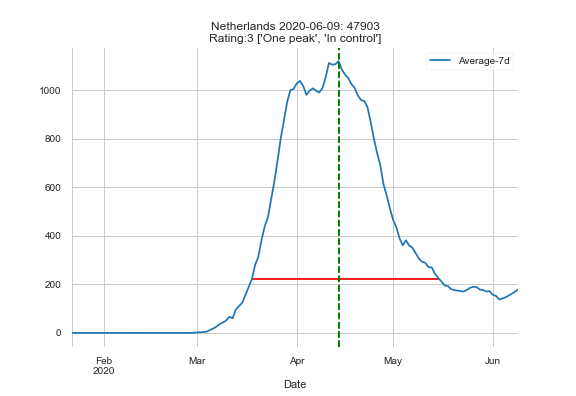 Netherlands 2020-06-09: 47903
Rating:3 ['One peak', 'In control']
Average-7d
1000
800
600
400
200
0
Feb
2020
Mar
Apr
May
Jun
Date